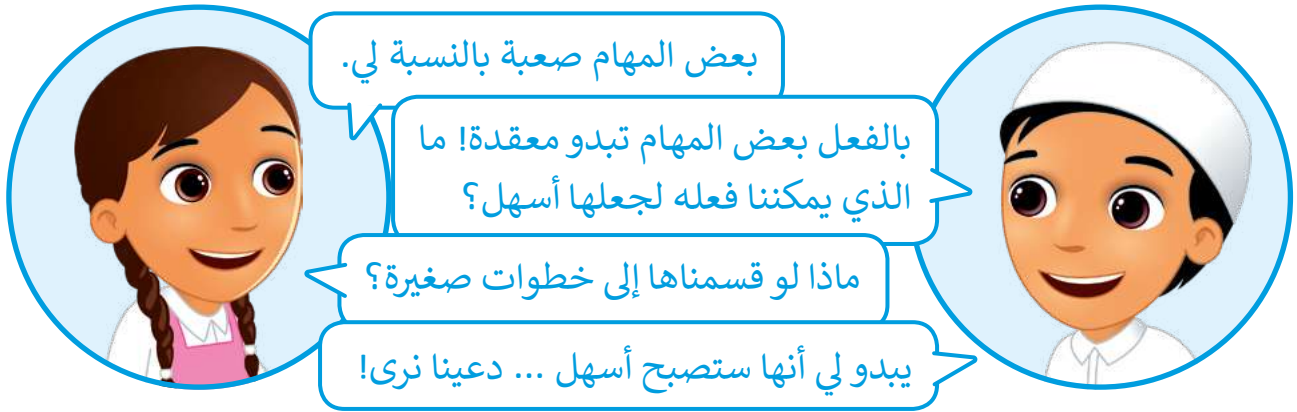 بعض المهام صعبة بالنسبة لي.
بالفعل بعض المهام تبدو معقدة! ما
الذي يمكننا فعله لجعلها أسهل؟
ماذا لو قسمناها إلى خطوات صغيرة؟
يبدو لي أنها ستصبح أسهل ... دعينا نرى!